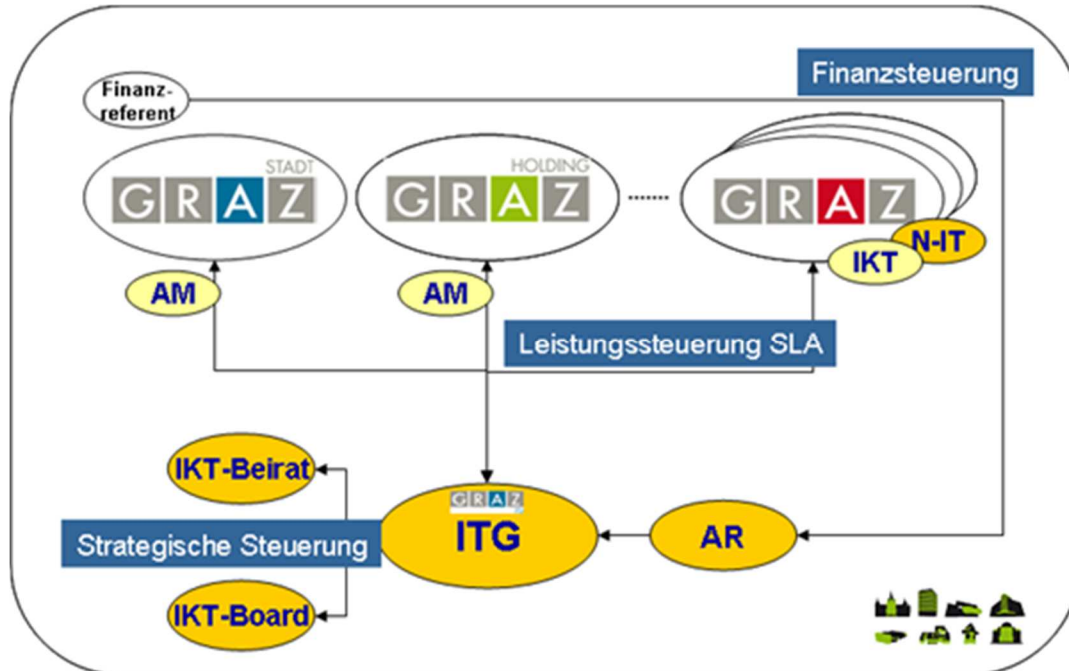 Finanzsteuerung
Finanz-
referent
STADT
GRAZ
HOLDING
GRAZ
.......
GRAZ
N-IT
IKT
AM
AM
Leistungssteuerung SLA
IKT-Beirat
GRAZ
ITG
AR
Strategische Steuerung
IKT-Board